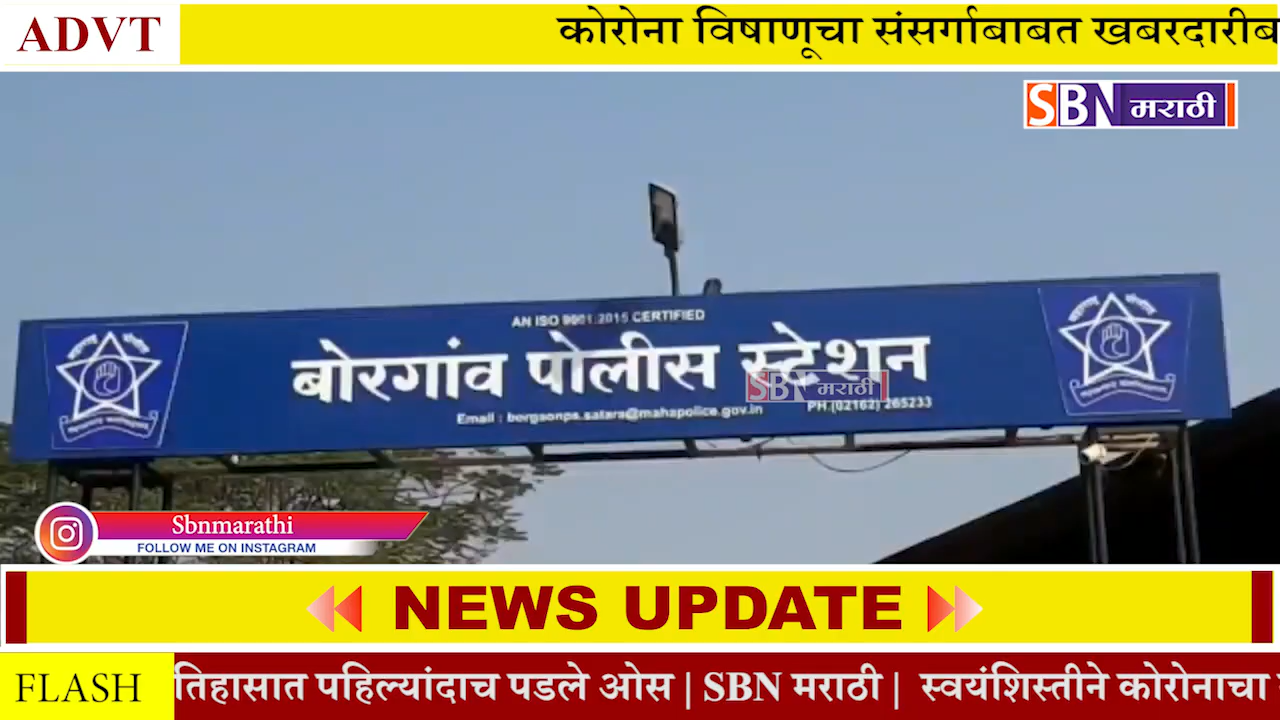 ADVT
कोरोना विषाणूचा संसर्गाबाबत खबरदारीब
SBN मराठी
AN ISO 9001:2015 CERTIFIED
बोरगांव पोलीस स्टेशन
SBN मराठी
Email : borgaonps.satara@mahapolice.gov.in PH.(02162) 265233
Sbnmarathi
FOLLOW ME ON INSTAGRAM
NEWS UPDATE
FLASH
तिहासात पहिल्यांदाच पडले ओस | SBN मराठी | स्वयंशिस्तीने कोरोनाचा